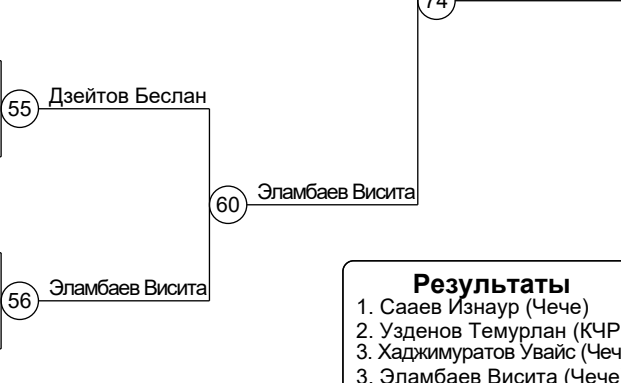 74
55 Дзейтов Беслан
60 Эламбаев Висита
56 Эламбаев Висита
Результаты
1. Сааев Изнаур (Чече)
2. Узденов Темурлан (КЧР
3. Хаджимуратов Увайс (Чеч
3. Эламбаев Висита (Чече